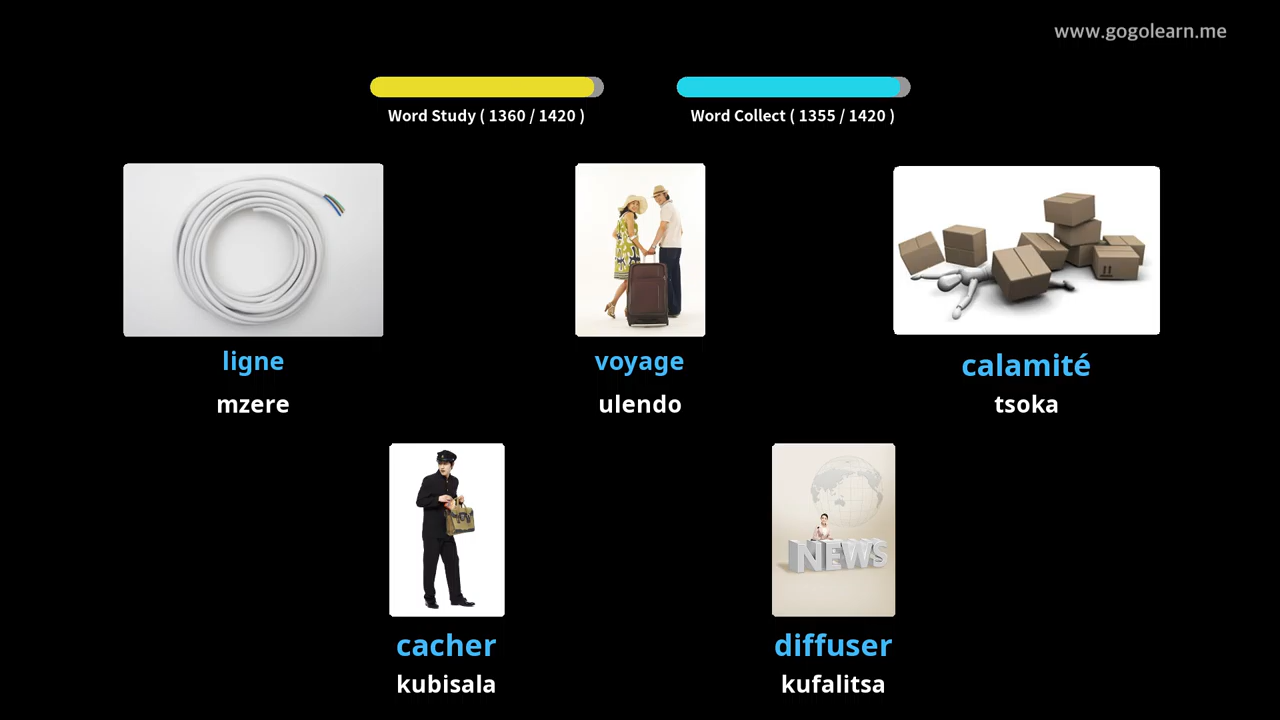 www.gogolearn.me
Word Study ( 1360 / 1420 )
Word Collect ( 1355 / 1420 )
ligne
mzere
voyage
ulendo
calamité
tsoka
NEWS
cacher
kubisala
diffuser
kufalitsa